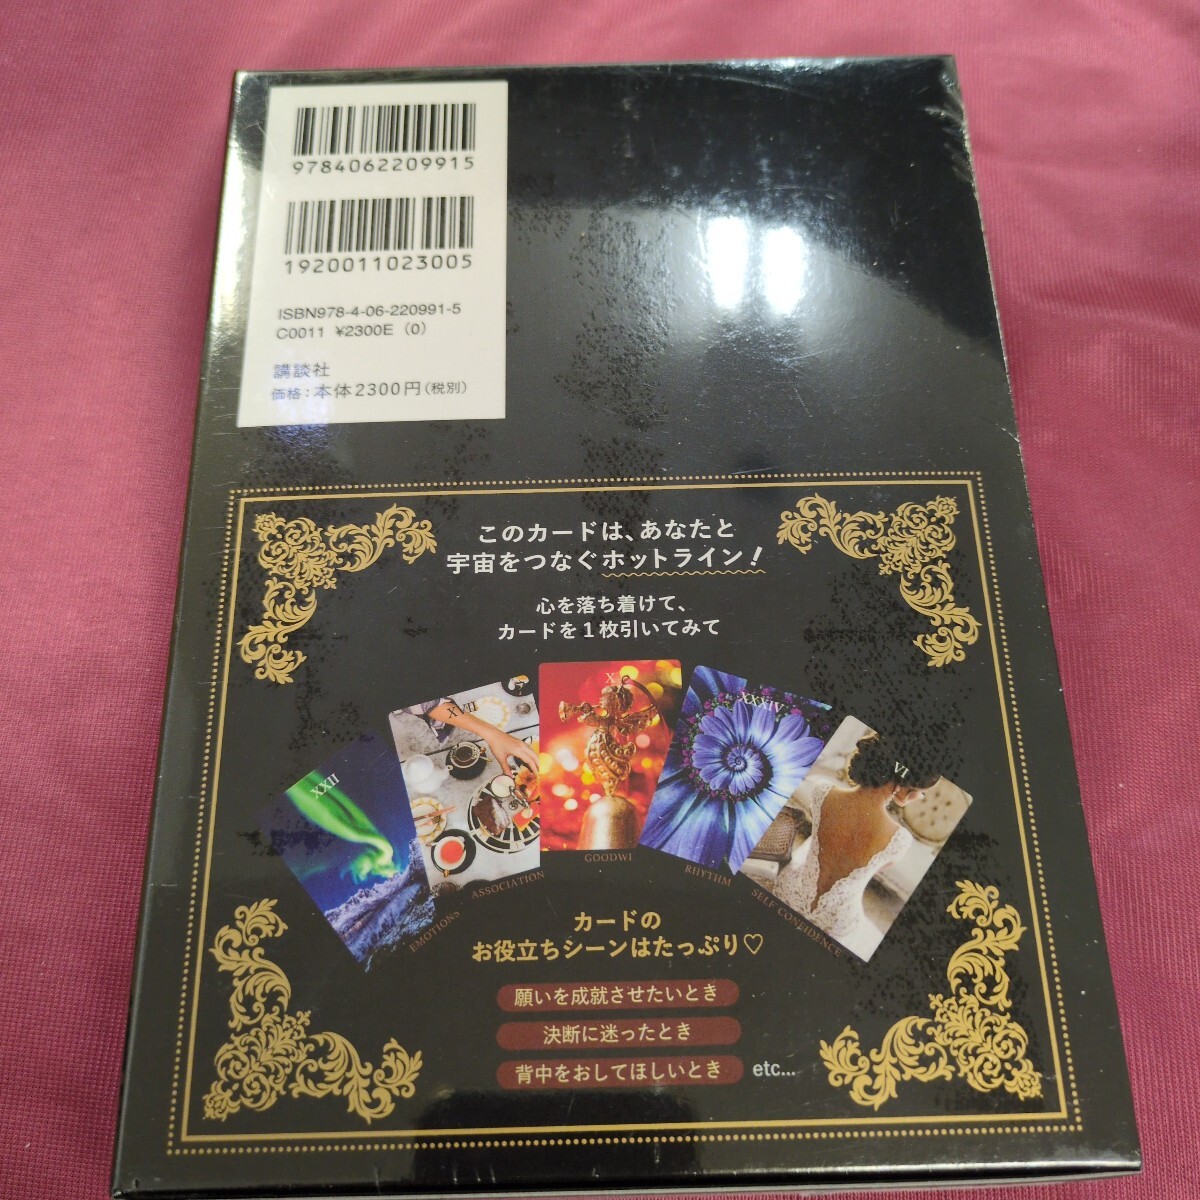 9784062209915
1920011023005
ISBN978-4-06-220991-5
C0011 ¥2300E (0)
講談社
価格：本体2300円（税別）
このカードは、あなたと
宇宙をつなぐホットライン！
心を落ち着けて、
カードを1枚引いてみて
XXII
EMOTIONS
XVII
ASSOCIATION
X
GOODWI
XXXIV
RHYTHM
VI
SELF CONFIDENCE
カードの
お役立ちシーンはたっぷり♡
願いを成就させたいとき
決断に迷ったとき
背中をおしてほしいとき etc...